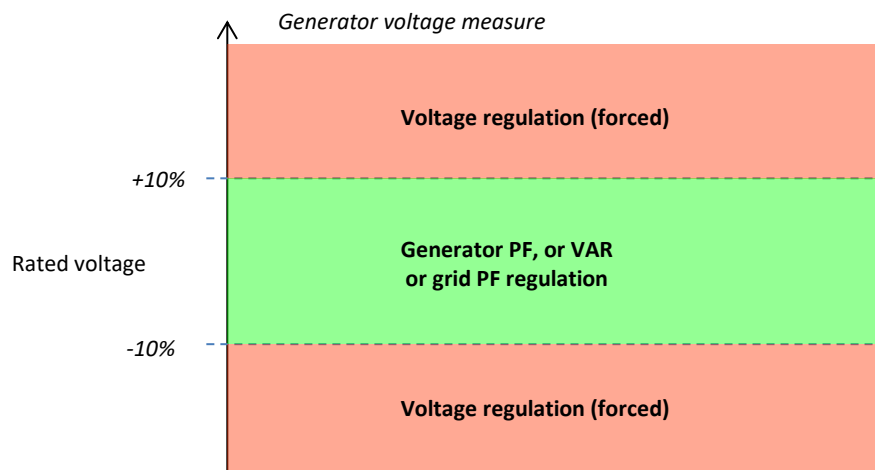 Generator voltage measure
Voltage regulation (forced)
+10%
Generator PF, or VAR
Rated voltage
or grid PF regulation
-10%
Voltage regulation (forced)